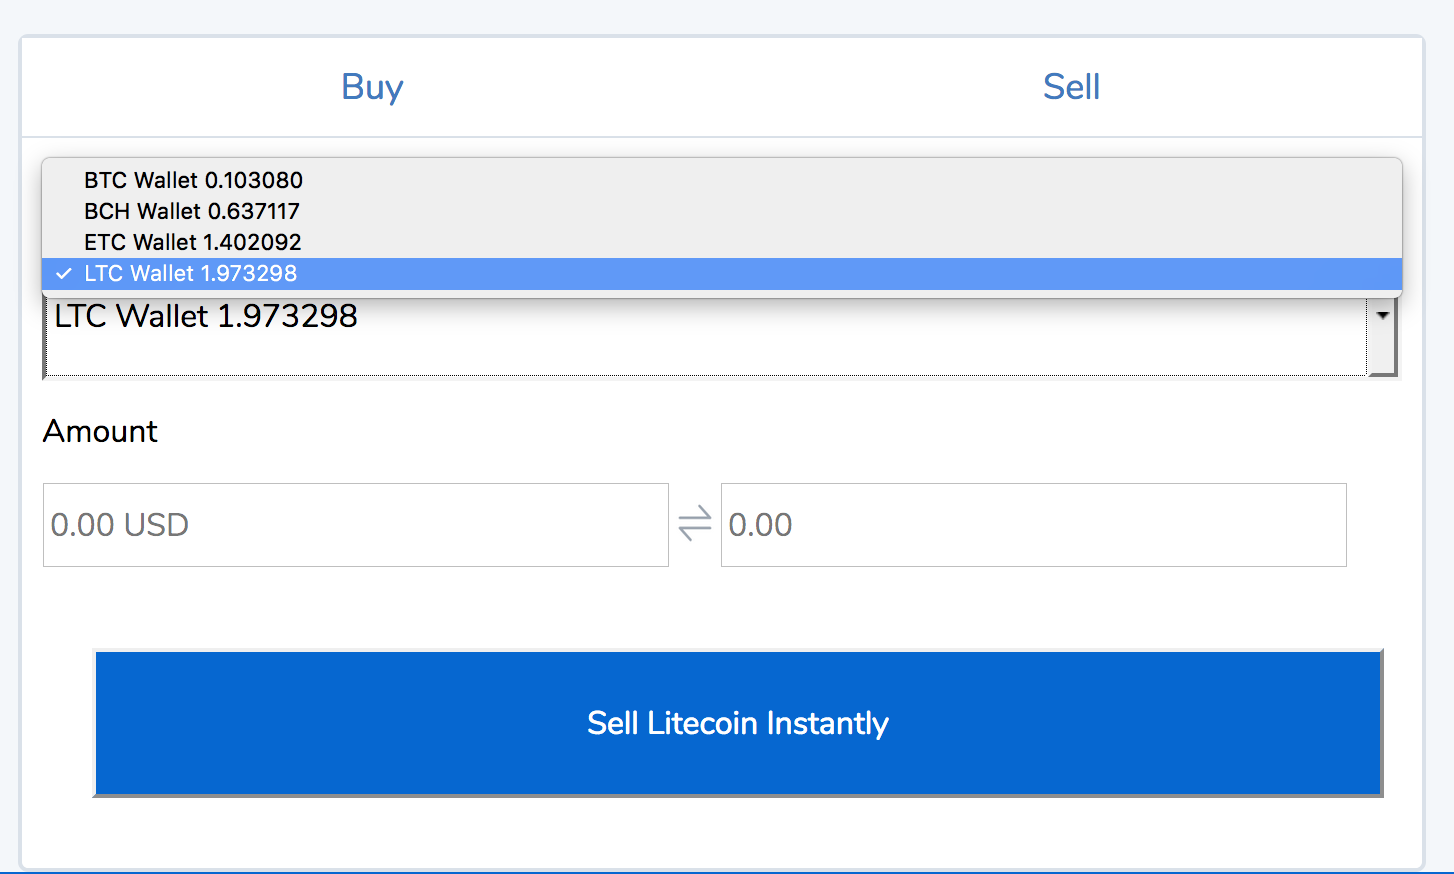 Buy
Sell
BTC Wallet 0.103080
BCH Wallet 0.637117
ETC Wallet 1.402092
LTC Wallet 1.973298
LTC Wallet 1.973298
Amount
0.00 USD
0.00
Sell Litecoin Instantly